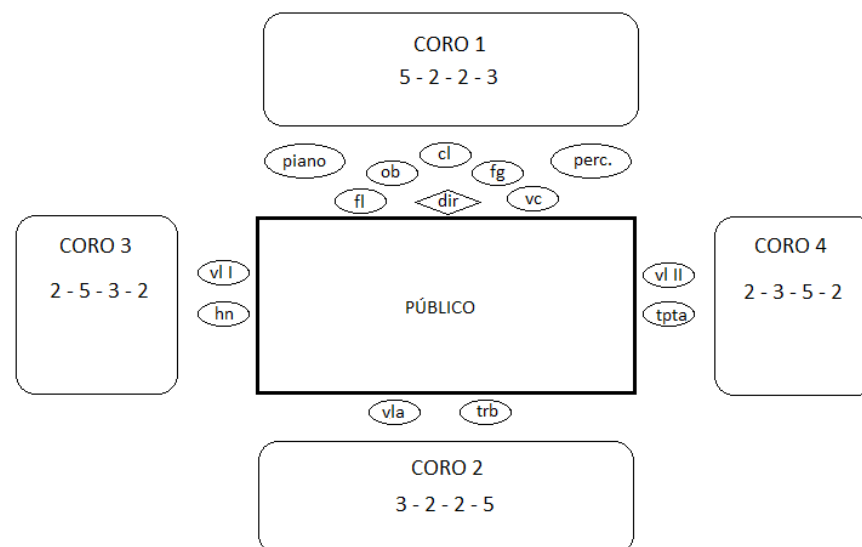 CORO 1
5 - 2 - 2 - 3
piano
ob
cl
fg
perc.
fl
dir
vc
CORO 3
2 - 5 - 3 - 2
vl I
hn
PÚBLICO
vl II
tpta
CORO 4
2 - 3 - 5 - 2
vla
trb
CORO 2
3 - 2 - 2 - 5